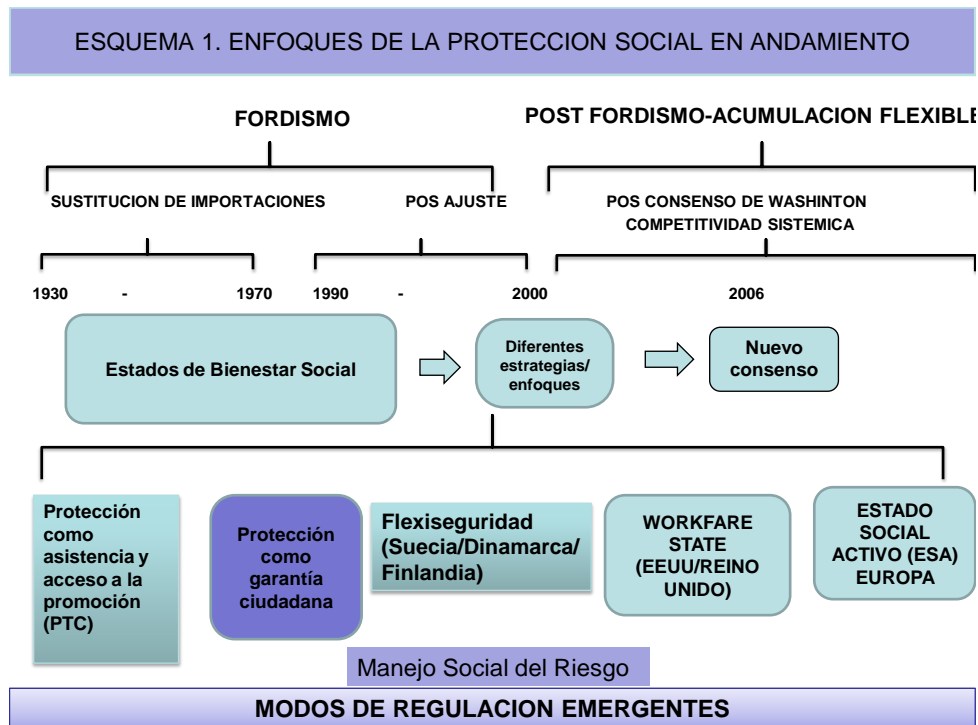 ESQUEMA 1. ENFOQUES DE LA PROTECCION SOCIAL EN ANDAMIENTO
FORDISMO
POST FORDISMO-ACUMULACION FLEXIBLE
SUSTITUCION DE IMPORTACIONES
POS AJUSTE
POS CONSENSO DE WASHINTON
COMPETITIVIDAD SISTEMICA
1930 - 1970 1990 - 2000 2006
Estados de Bienestar Social
Diferentes
estrategias/
enfoques
Nuevo
consenso
Protección
como
asistencia y
acceso a la
promoción
(PTC)
Protección
como
garantía
ciudadana
Flexiseguridad
(Suecia/Dinamarca/
Finlandia)
WORKFARE
STATE
(EEUU/REINO
UNIDO)
ESTADO
SOCIAL
ACTIVO (ESA)
EUROPA
Manejo Social del Riesgo
MODOS DE REGULACION EMERGENTES